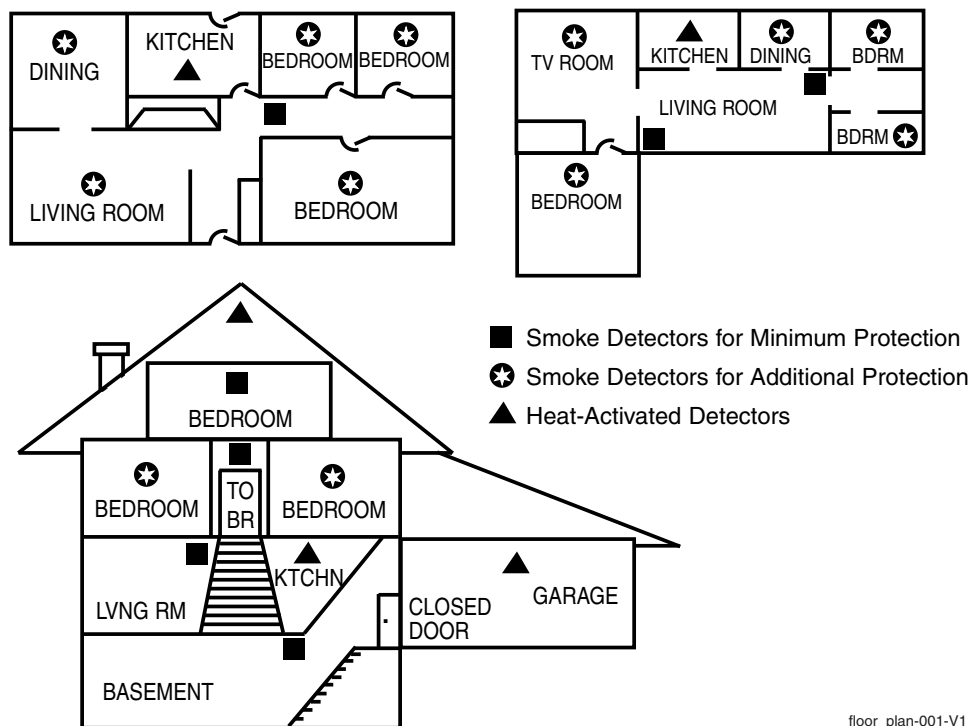 DINING
KITCHEN
BEDROOM
BEDROOM
LIVING ROOM
BEDROOM
TV ROOM
KITCHEN
DINING
BDRM
LIVING ROOM
BDRM
BEDROOM
Smoke Detectors for Minimum Protection
Smoke Detectors for Additional Protection
Heat-Activated Detectors
BEDROOM
BEDROOM
TO
BR
BEDROOM
LVNG RM
KTCHN
CLOSED
DOOR
GARAGE
BASEMENT
floor_plan-001-V1